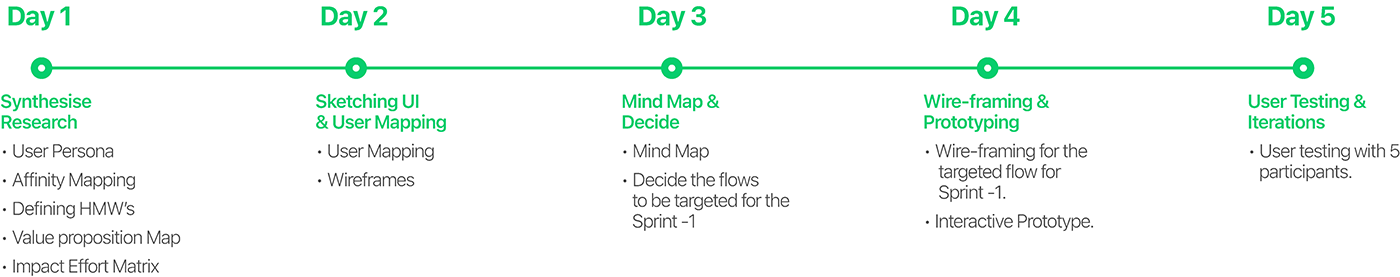 Day 1
Day 2
Day 3
Day 4
Day 5
Synthesise
Research
• User Persona
• Affinity Mapping
• Defining HMW's
• Value proposition Map
• Impact Effort Matrix
Sketching UI
& User Mapping
• User Mapping
• Wireframes
Mind Map &
Decide
• Mind Map
• Decide the flows
to be targeted for the
Sprint -1
Wire-framing &
Prototyping
• Wire-framing for the
targeted flow for
Sprint -1.
• Interactive Prototype.
User Testing &
Iterations
• User testing with 5
participants.